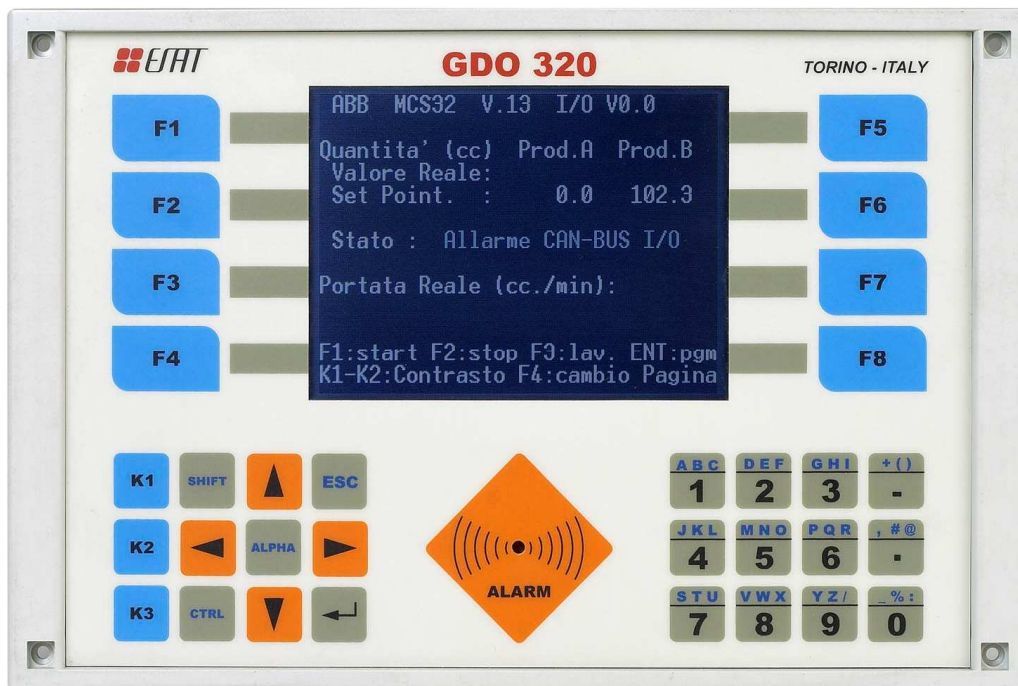 ESAT
GDO 320
TORINO - ITALY
F1
F2
F3
F4
ABB MCS32 V.13 I/O V0.0
Quantita' (cc) Prod.A Prod.B
Valore Reale:
Set Point. : 0.0 102.3
Stato : Allarme CAN-BUS I/O
Portata Reale (cc./min):
F1:start F2:stop F3:lav. ENT:pgm
K1-K2:Contrasto F4:cambio Pagina
F5
F6
F7
F8
K1 SHIFT ESC
K2 ALPHA
K3 CTRL
ALARM
ABC DEF GHI +()
1 2 3 -
JKL MNO PQR ,#@
4 5 6 .
STU VWX YZ/ _%:
7 8 9 0